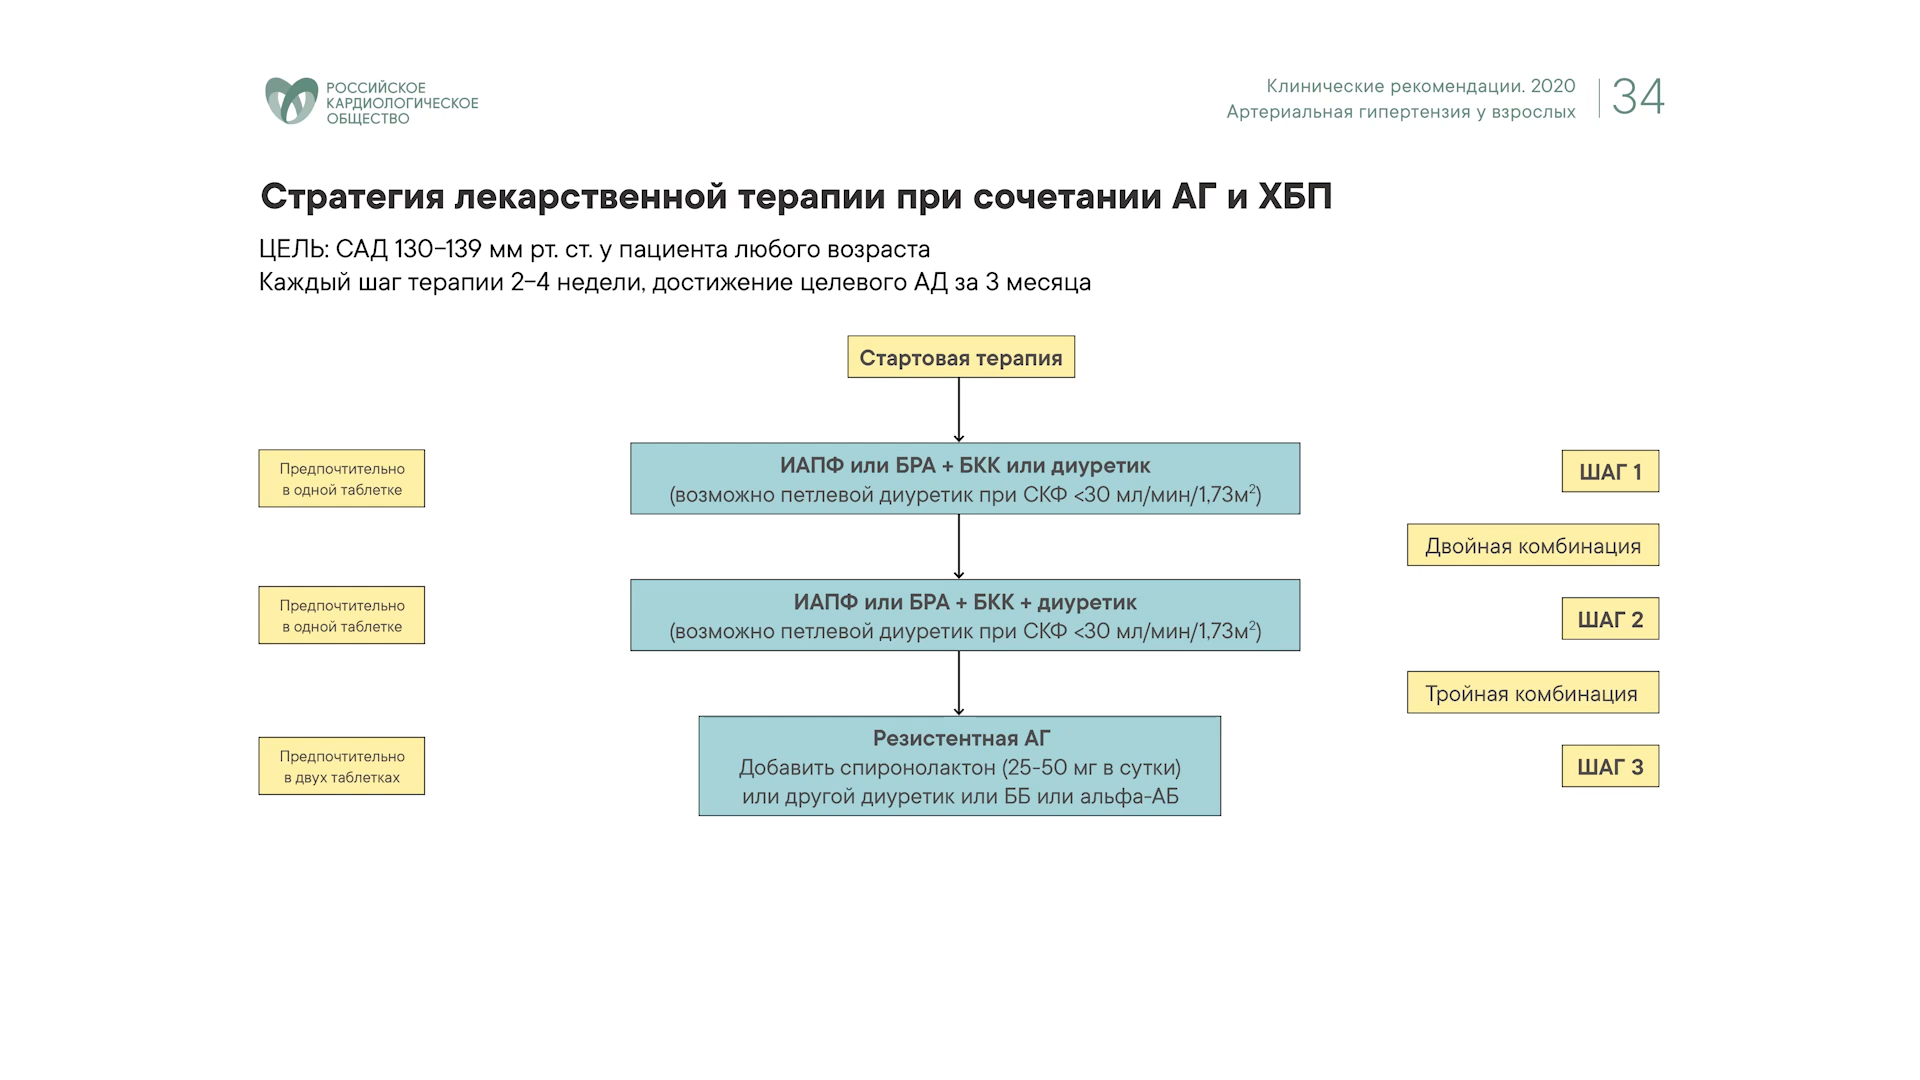 РОССИЙСКОЕ
КАРДИОЛОГИЧЕСКОЕ
ОБЩЕСТВО
Клинические рекомендации. 2020
Артериальная гипертензия у взрослых
34
Стратегия лекарственной терапии при сочетании АГ и ХБП
ЦЕЛЬ: САД 130–139 мм рт. ст. у пациента любого возраста
Каждый шаг терапии 2–4 недели, достижение целевого АД за 3 месяца
Стартовая терапия
Предпочтительно
в одной таблетке
ИАПФ или БРА + БКК или диуретик
(возможно петлевой диуретик при СКФ <30 мл/мин/1,73м²)
ШАГ 1
Двойная комбинация
Предпочтительно
в одной таблетке
ИАПФ или БРА + БКК + диуретик
(возможно петлевой диуретик при СКФ <30 мл/мин/1,73м²)
ШАГ 2
Тройная комбинация
Предпочтительно
в двух таблетках
Резистентная АГ
Добавить спиронолактон (25-50 мг в сутки)
или другой диуретик или ББ или альфа-АБ
ШАГ 3